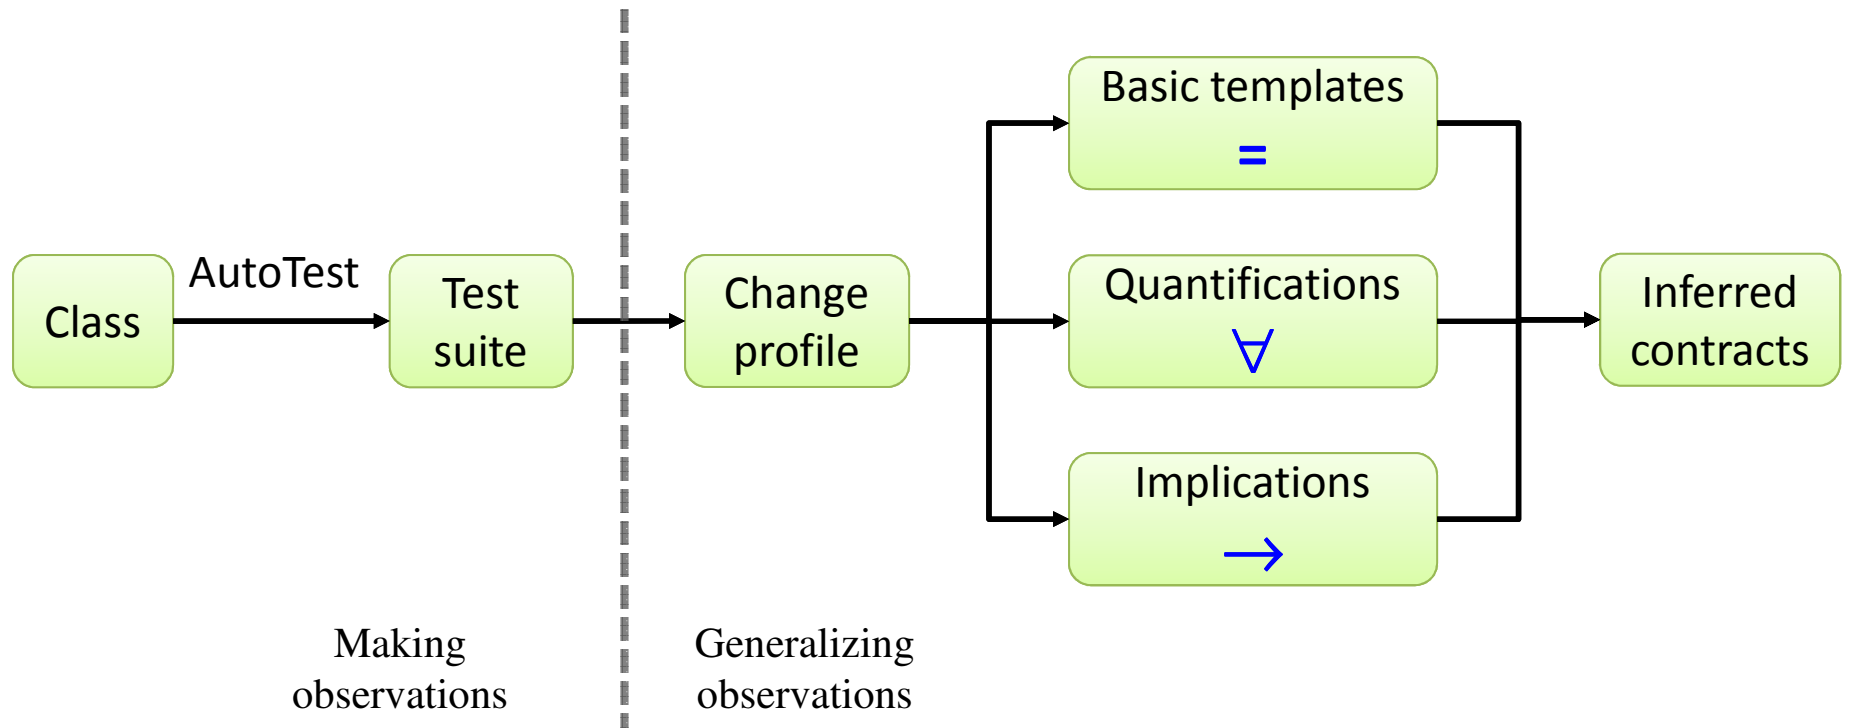 Class
AutoTest
Test
suite
Change
profile
Basic templates
=
Quantifications
∀
Implications
→
Inferred
contracts
Making
observations
Generalizing
observations